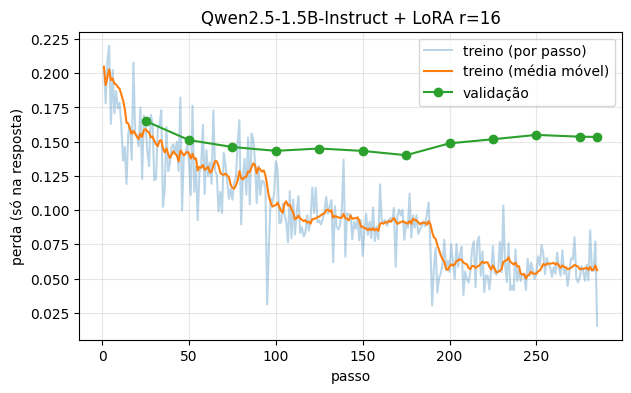 Qwen2.5-1.5B-Instruct + LoRA r=16
0.225
0.200
0.175
0.150
0.125
0.100
0.075
0.050
0.025
perda (só na resposta)
treino (por passo)
treino (média móvel)
validação
0
50
100
150
200
250
passo